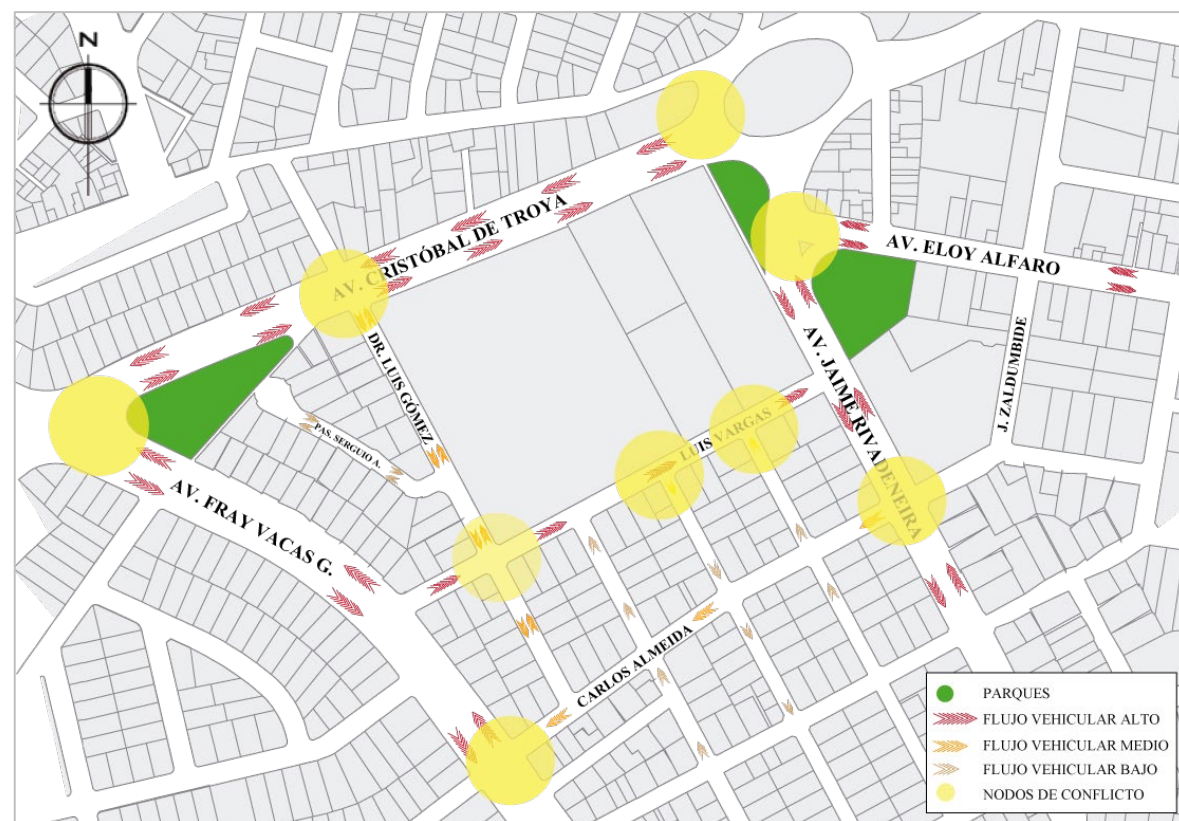 N
AV. CRISTÓBAL DE TROYA
AV. ELOY ALFARO
DR. LUIS GÓMEZ
AV. JAIME RIVADENEIRA
J. ZALDUMBIDE
PAS. SERGUIO A.
LUIS VARGAS
AV. FRAY VACAS G.
CARLOS ALMEIDA
PARQUES
FLUJO VEHICULAR ALTO
FLUJO VEHICULAR MEDIO
FLUJO VEHICULAR BAJO
NODOS DE CONFLICTO